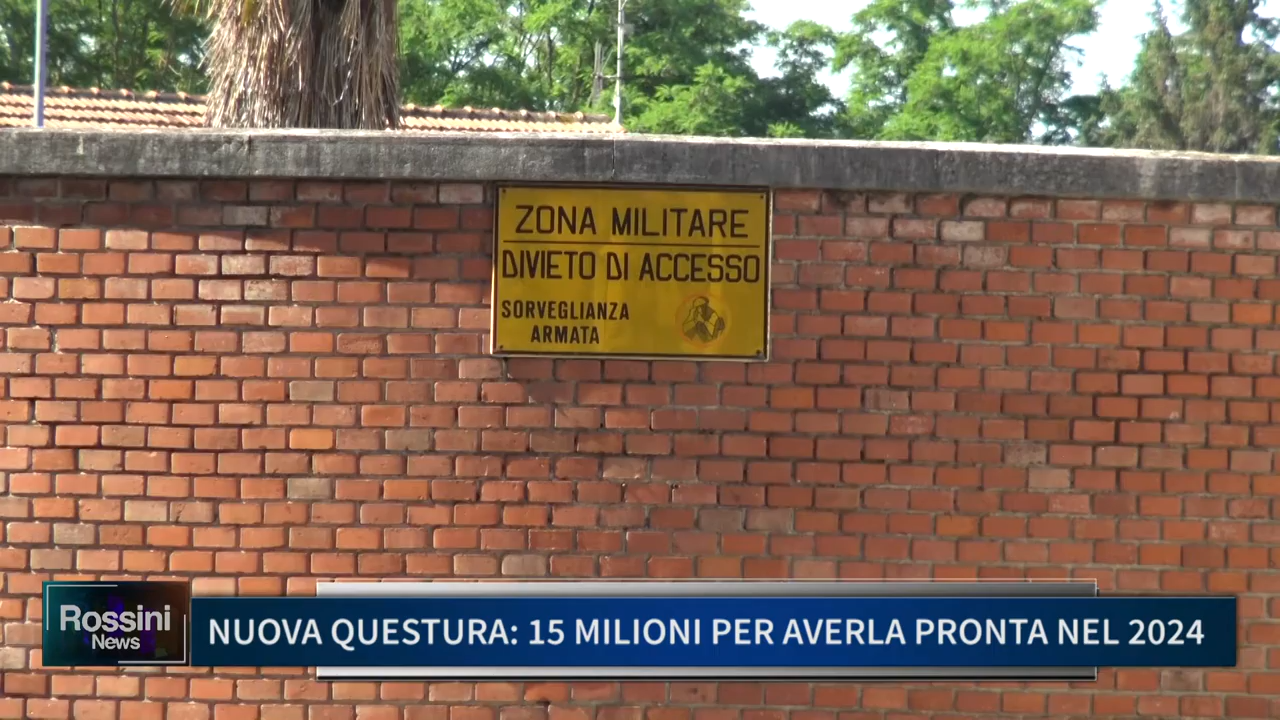 ZONA MILITARE
DIVIETO DI ACCESSO
SORVEGLIANZA
ARMATA
Rossini
News
NUOVA QUESTURA: 15 MILIONI PER AVERLA PRONTA NEL 2024